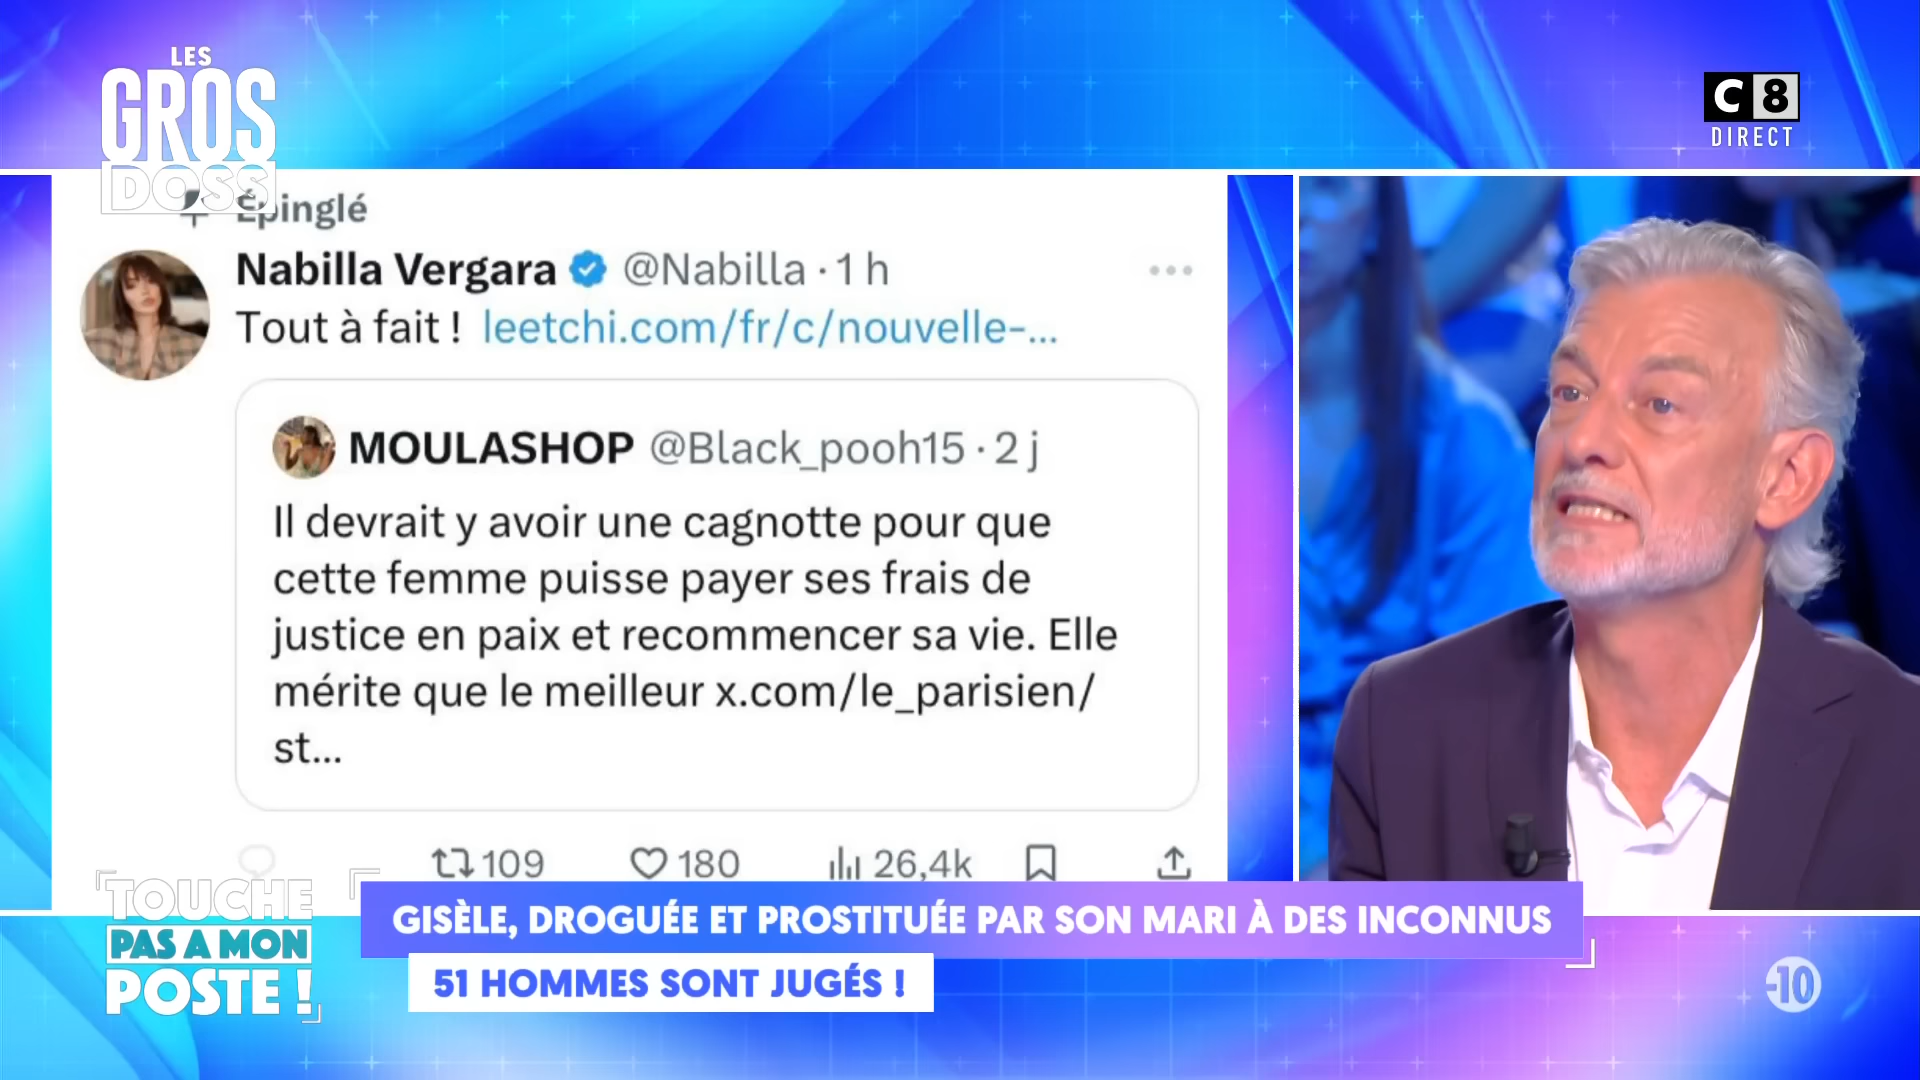 LES
GROS
DOSS
C8
DIRECT
Épinglé
Nabilla Vergara @Nabilla · 1 h
Tout à fait ! leetchi.com/fr/c/nouvelle-...
MOULASHOP @Black_pooh15 · 2 j
Il devrait y avoir une cagnotte pour que
cette femme puisse payer ses frais de
justice en paix et recommencer sa vie. Elle
mérite que le meilleur x.com/le_parisien/
st...
109 180 26,4k
TOUCHE
PAS A MON
POSTE !
GISÈLE, DROGUÉE ET PROSTITUÉE PAR SON MARI À DES INCONNUS
51 HOMMES SONT JUGÉS !
-10